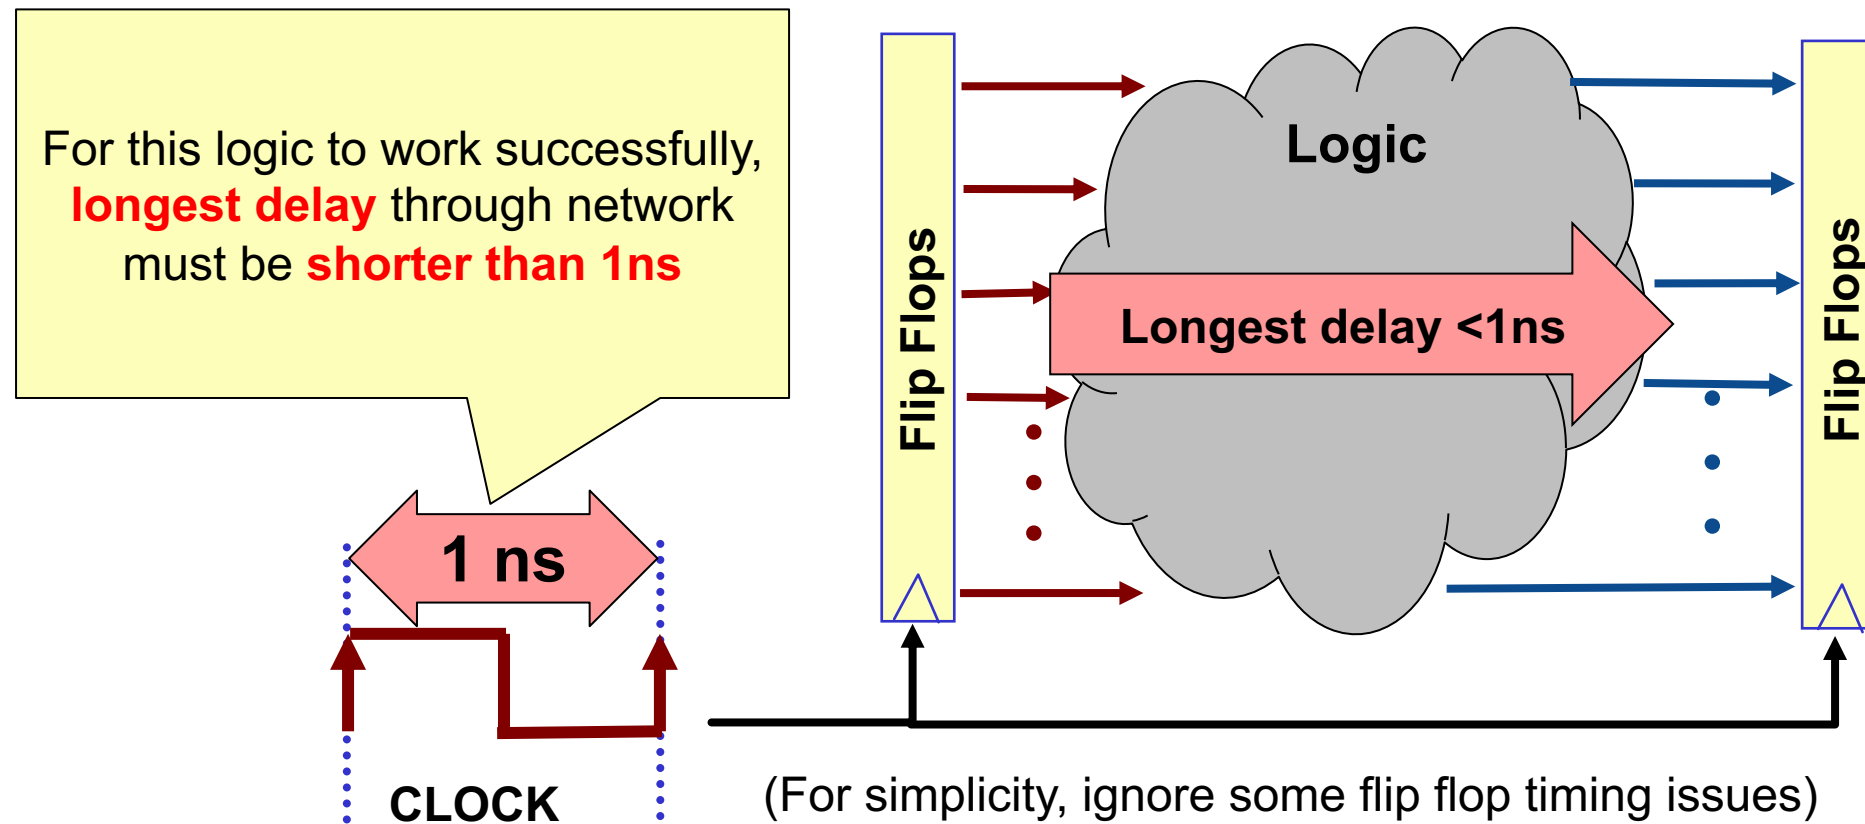 For this logic to work successfully,
longest delay through network
must be shorter than 1ns
1 ns
CLOCK
Flip Flops
Logic
Longest delay <1ns
Flip Flops
(For simplicity, ignore some flip flop timing issues)